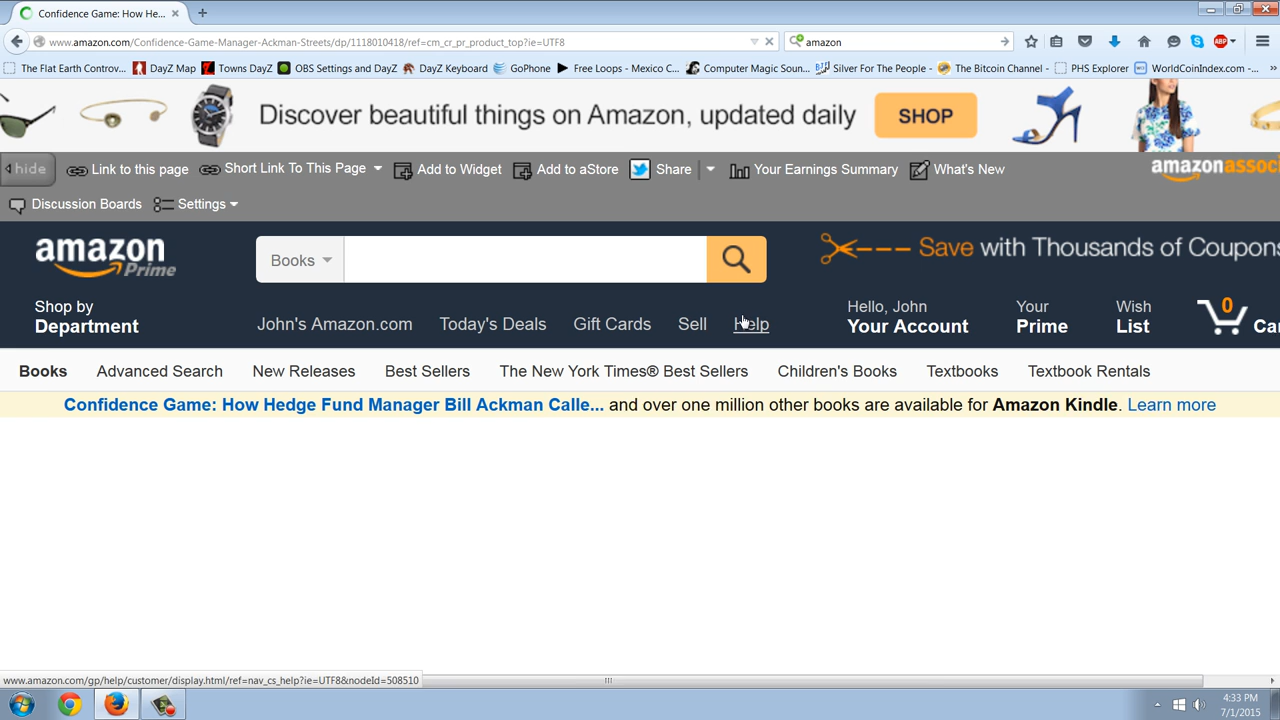 Confidence Game: How He...
www.amazon.com/Confidence-Game-Manager-Ackman-Streets/dp/1118010418/ref=cm_cr_pr_product_top?ie=UTF8
amazon
ABP
The Flat Earth Controv... DayZ Map Towns DayZ OBS Settings and DayZ DayZ Keyboard GoPhone Free Loops - Mexico C... Computer Magic Soun... Silver For The People - The Bitcoin Channel - PHS Explorer WorldCoinIndex.com -... »
Discover beautiful things on Amazon, updated daily SHOP
hide Link to this page Short Link To This Page Add to Widget Add to aStore Share Your Earnings Summary What's New amazonassoc
Discussion Boards Settings
amazon Prime Books Save with Thousands of Coupons
Shop by
Department
John's Amazon.com Today's Deals Gift Cards Sell Help
Hello, John
Your Account
Your
Prime
Wish
List
0
Car
Books Advanced Search New Releases Best Sellers The New York Times® Best Sellers Children's Books Textbooks Textbook Rentals
Confidence Game: How Hedge Fund Manager Bill Ackman Calle... and over one million other books are available for Amazon Kindle. Learn more
www.amazon.com/gp/help/customer/display.html/ref=nav_cs_help?ie=UTF8&nodeId=508510
4:33 PM
7/1/2015